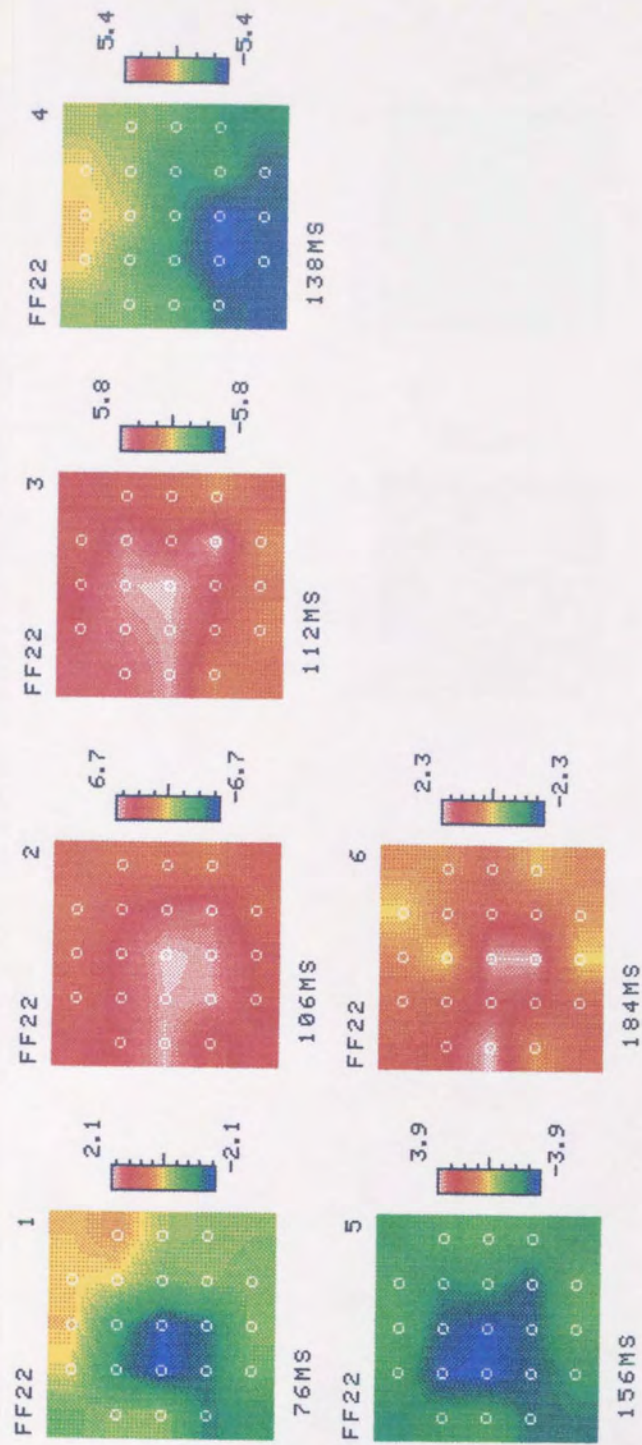 FF22 1
2.1
-2.1
76MS
FF22 2
6.7
-6.7
106MS
FF22 3
5.8
-5.8
112MS
FF22 4
5.4
-5.4
138MS
FF22 5
3.9
-3.9
156MS
FF22 6
2.3
-2.3
184MS